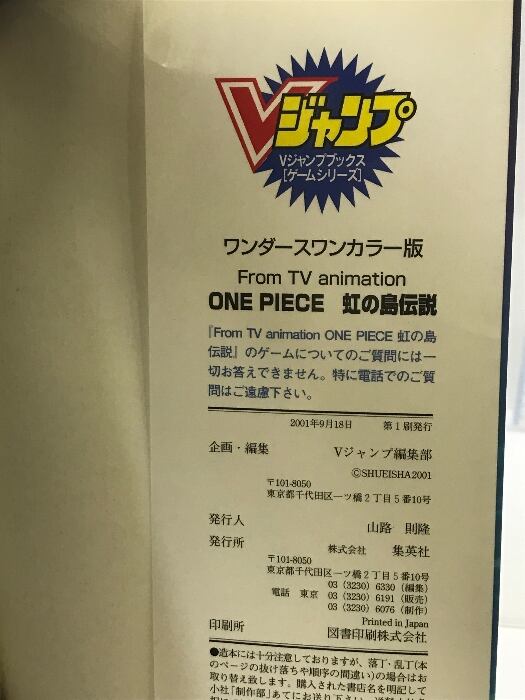 Vジャンプ
Vジャンプブックス
[ゲームシリーズ]
ワンダースワンカラー版
From TV animation
ONE PIECE 虹の島伝説
『From TV animation ONE PIECE 虹の島
伝説』のゲームについてのご質問には一
切お答えできません。特に電話でのご質
問はご遠慮下さい。
2001年9月18日 第1刷発行
企画・編集 Vジャンプ編集部
©SHUEISHA2001
〒101-8050
東京都千代田区一ツ橋2丁目5番10号
発行人 山路 則隆
発行所 株式会社 集英社
〒101-8050
東京都千代田区一ツ橋2丁目5番10号
03 (3230) 6330 (編集)
電話 東京 03 (3230) 6191 (販売)
03 (3230) 6076 (制作)
Printed in Japan
印刷所 図書印刷株式会社
●造本には十分注意しておりますが、落丁・乱丁(本
のページの抜け落ちや順序の間違い)の場合はお
取り替え致します。購入された書店名を明記して
小社「制作部」あてにお送り下さい。送料は小